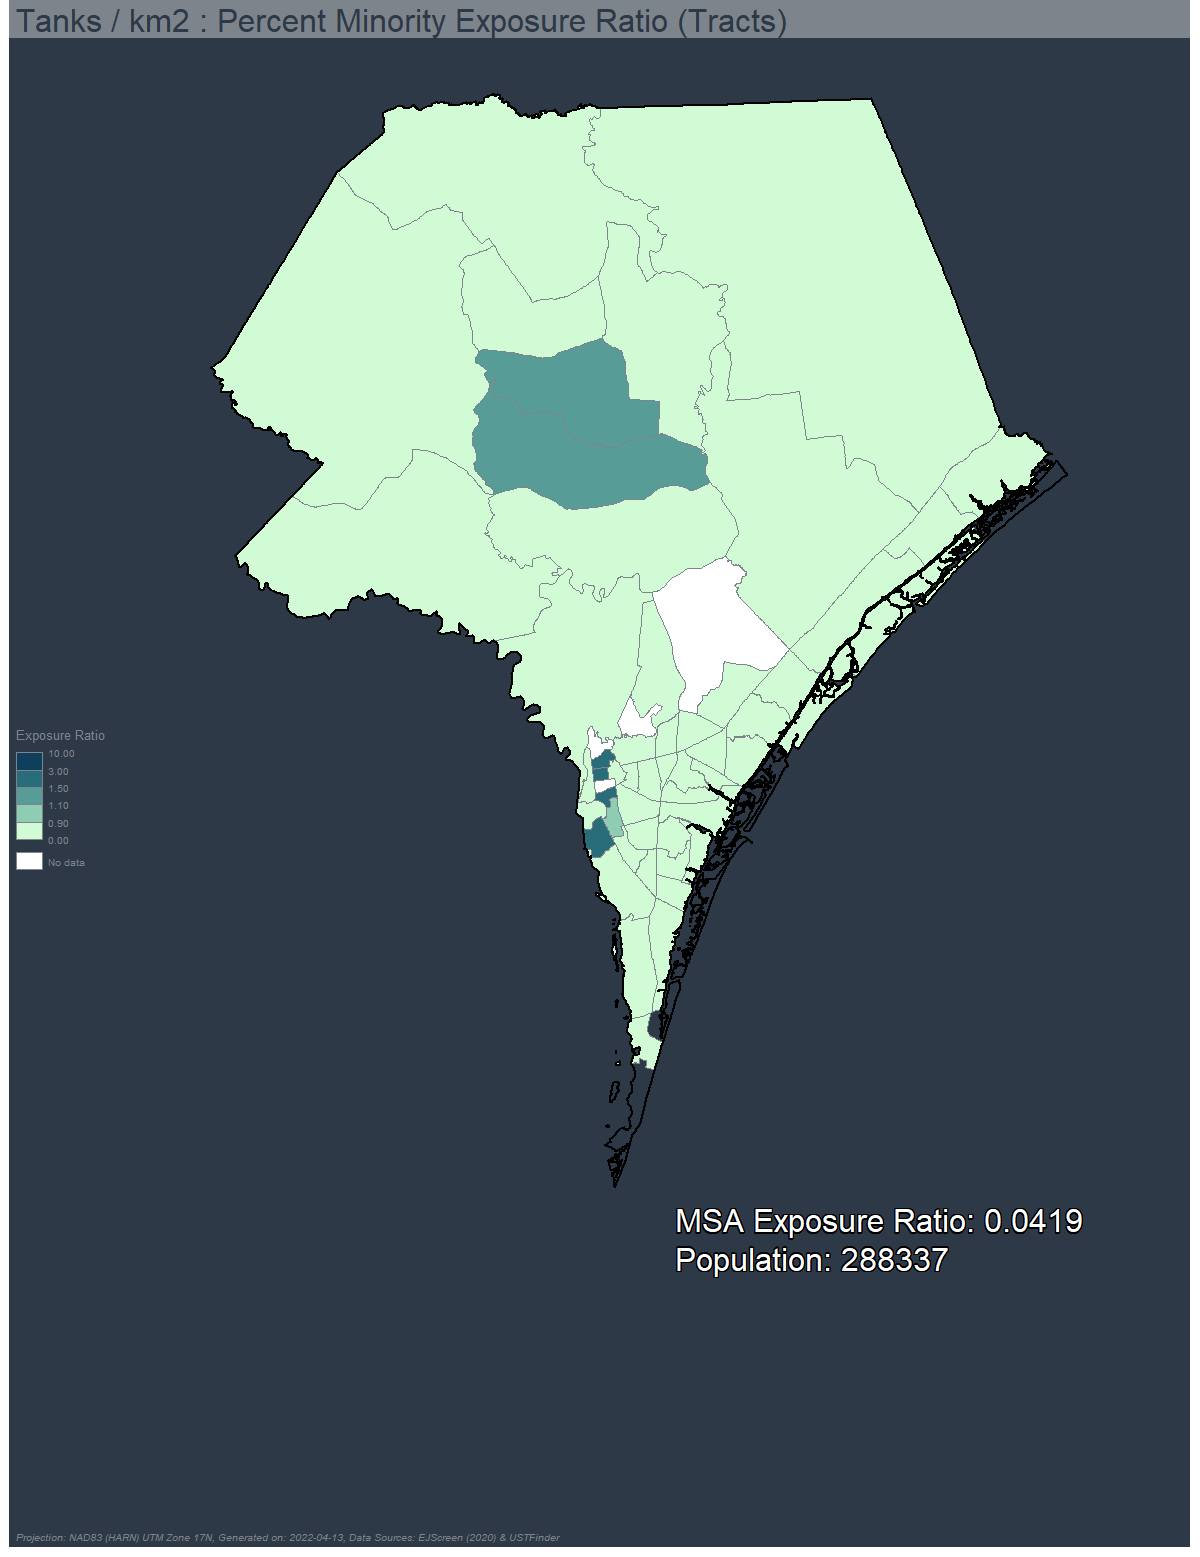 Tanks / km2 : Percent Minority Exposure Ratio (Tracts)
Exposure Ratio
10.00
3.00
1.50
1.10
0.90
0.00
No data
MSA Exposure Ratio: 0.0419
Population: 288337
Projection: NAD83 (HARN) UTM Zone 17N, Generated on: 2022-04-13, Data Sources: EJScreen (2020) & USTFinder